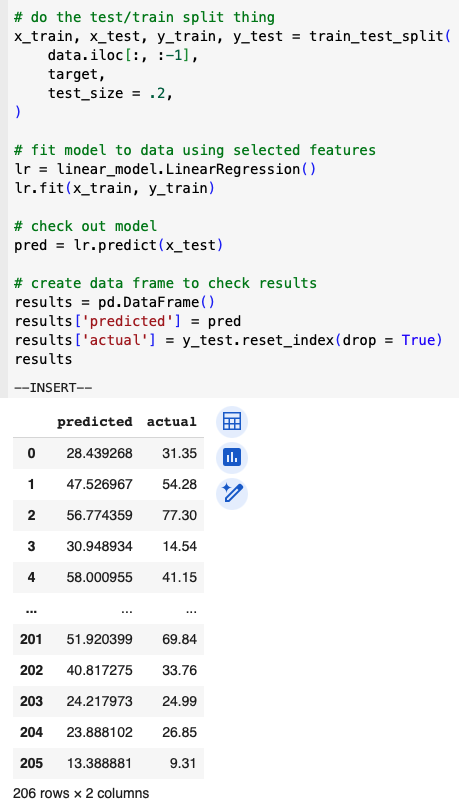 # do the test/train split thing
x_train, x_test, y_train, y_test = train_test_split(
    data.iloc[:, :-1],
    target,
    test_size = .2,
)
# fit model to data using selected features
lr = linear_model.LinearRegression()
lr.fit(x_train, y_train)
# check out model
pred = lr.predict(x_test)
# create data frame to check results
results = pd.DataFrame()
results['predicted'] = pred
results['actual'] = y_test.reset_index(drop = True)
results
--INSERT--
predicted actual
0 28.439268 31.35
1 47.526967 54.28
2 56.774359 77.30
3 30.948934 14.54
4 58.000955 41.15
... ... ...
201 51.920399 69.84
202 40.817275 33.76
203 24.217973 24.99
204 23.888102 26.85
205 13.388881 9.31
206 rows × 2 columns